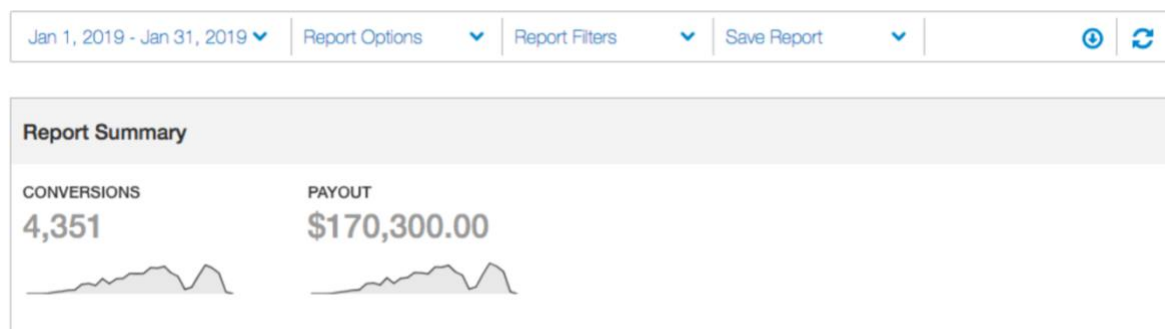 Jan 1, 2019 - Jan 31, 2019 Report Options Report Filters Save Report
Report Summary
CONVERSIONS PAYOUT
4,351 $170,300.00